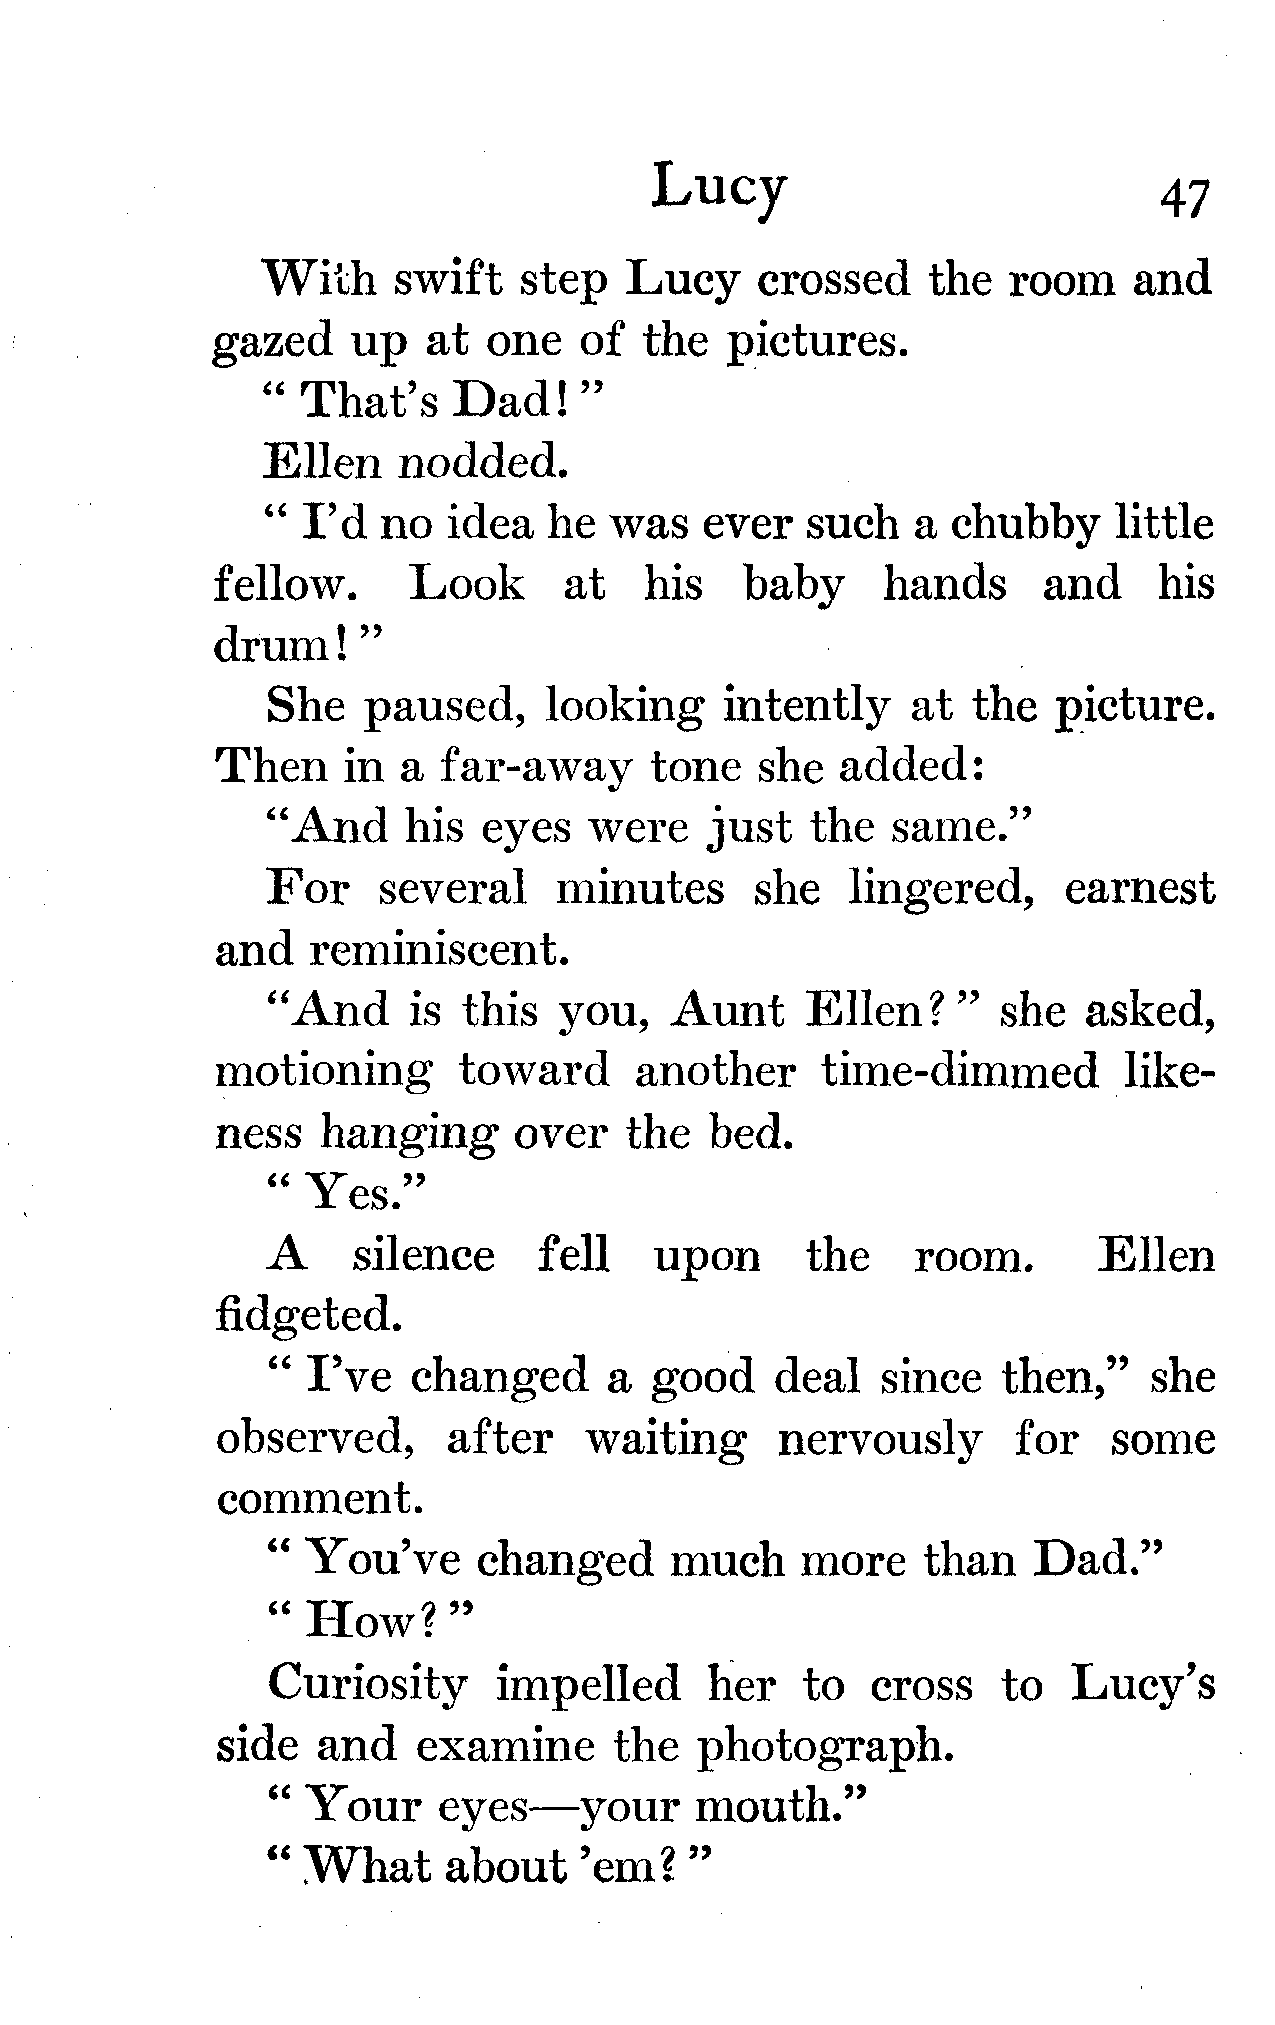 Lucy 47
With swift step Lucy crossed the room and
gazed up at one of the pictures.
“ That’s Dad! ”
Ellen nodded.
“ I’d no idea he was ever such a chubby little
fellow. Look at his baby hands and his
drum! ”
She paused, looking intently at the picture.
Then in a far-away tone she added:
“And his eyes were just the same.”
For several minutes she lingered, earnest
and reminiscent.
“And is this you, Aunt Ellen? ” she asked,
motioning toward another time-dimmed like-
ness hanging over the bed.
“ Yes.”
A silence fell upon the room. Ellen
fidgeted.
“ I’ve changed a good deal since then,” she
observed, after waiting nervously for some
comment.
“ You’ve changed much more than Dad.”
“ How? ”
Curiosity impelled her to cross to Lucy’s
side and examine the photograph.
“ Your eyes—your mouth.”
“ What about ’em? ”